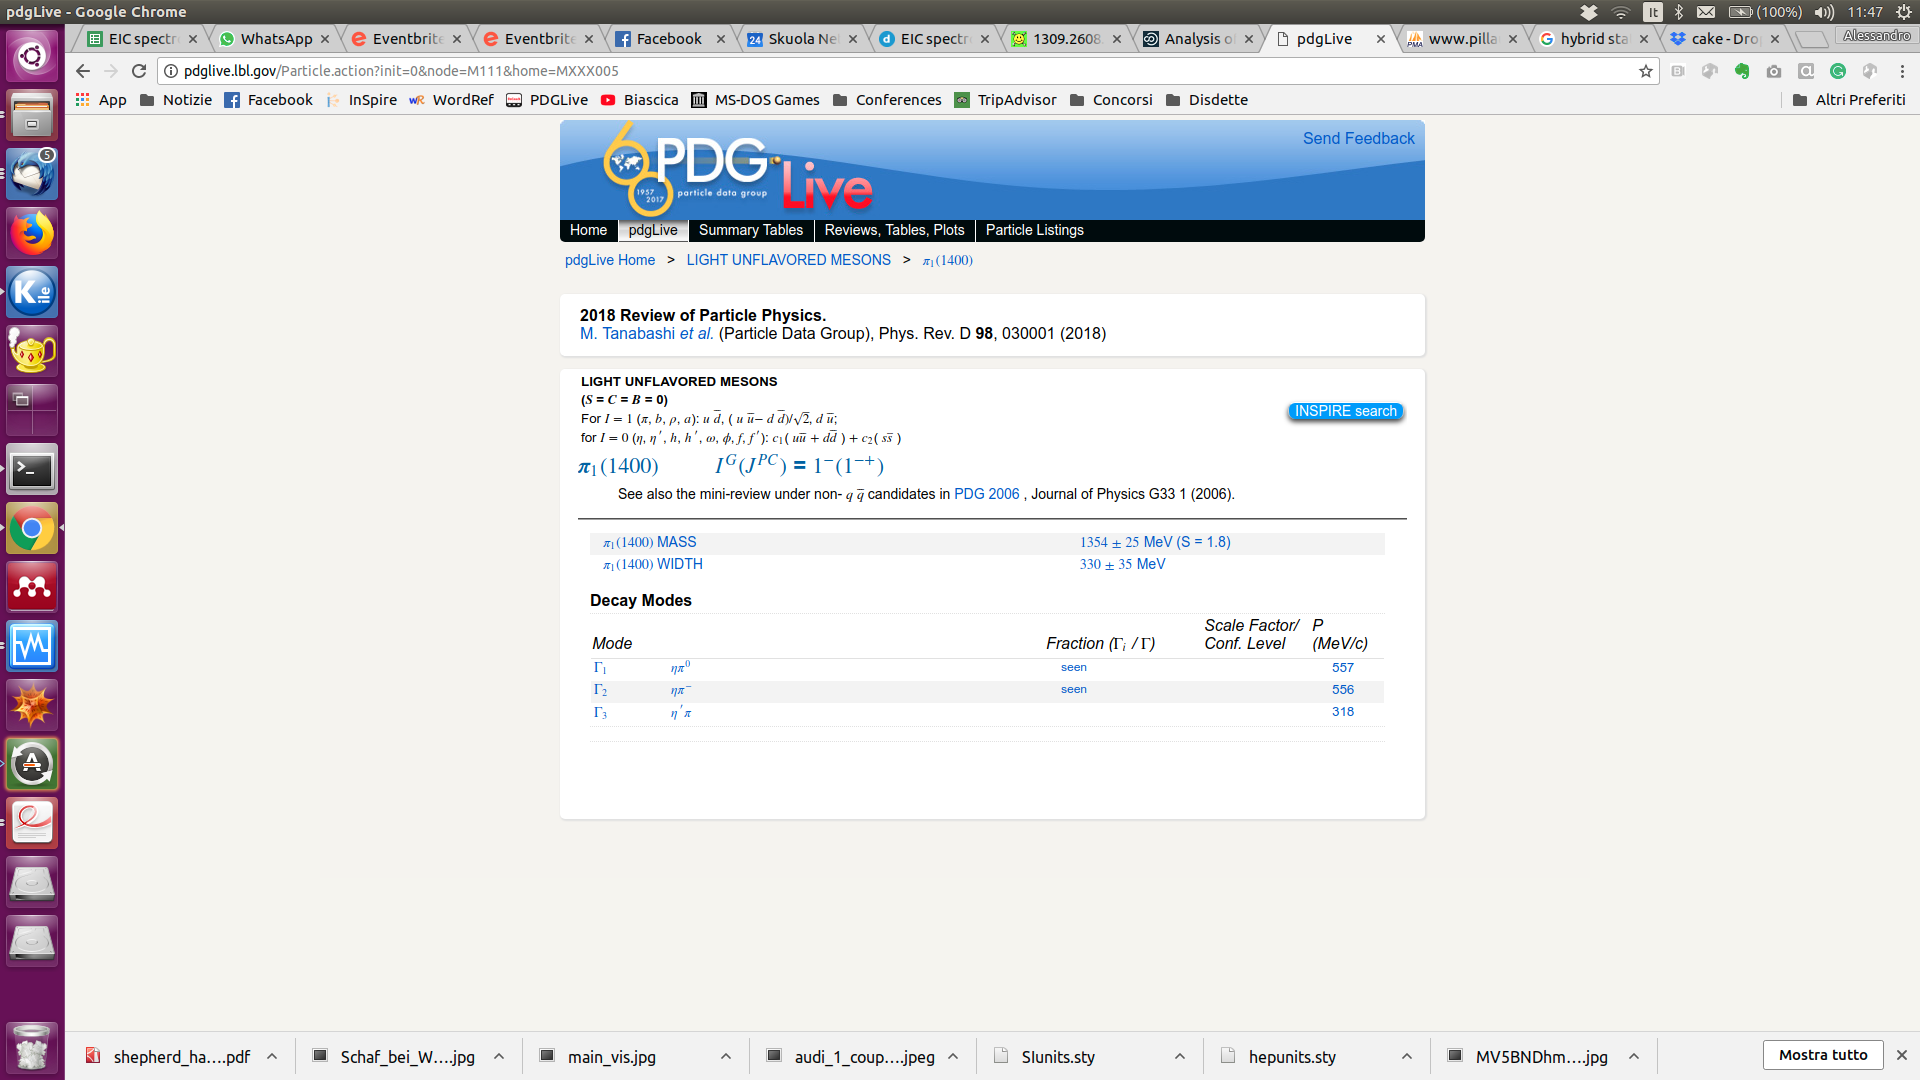 pdgLive - Google Chrome
It
(100%)
11:47
EIC spectr
WhatsApp
Eventbrite
Eventbrite
Facebook
24 Skuola Ne
EIC spectr
1309.2608
Analysis o
pdgLive
PMA www.pilla
hybrid sta
cake - Dro
Alessandro
pdglive.lbl.gov/Particle.action?init=0&node=M111&home=MXXX005
App
Notizie
Facebook
InSpire
WordRef
PDGLive
Biascica
MS-DOS Games
Conferences
TripAdvisor
Concorsi
Disdette
Altri Preferiti
5
60 PDG Live
1957 2017
particle data group
Send Feedback
Home
pdgLive
Summary Tables
Reviews, Tables, Plots
Particle Listings
pdgLive Home > LIGHT UNFLAVORED MESONS > π₁(1400)
2018 Review of Particle Physics.
M. Tanabashi et al. (Particle Data Group), Phys. Rev. D 98, 030001 (2018)
LIGHT UNFLAVORED MESONS
(S = C = B = 0)
For I = 1 (π, b, ρ, a): u d̅, ( u u̅− d d̅)/√2, d u̅;
for I = 0 (η, η′, h, h′, ω, ϕ, f, f′): c₁( uu̅ + dd̅ ) + c₂( ss̅ )
INSPIRE search
π₁(1400) I^G(J^PC) = 1⁻(1⁻⁺)
See also the mini-review under non- q q̅ candidates in PDG 2006 , Journal of Physics G33 1 (2006).
π₁(1400) MASS 1354 ± 25 MeV (S = 1.8)
π₁(1400) WIDTH 330 ± 35 MeV
Decay Modes
Mode Fraction (Γᵢ / Γ) Scale Factor/ Conf. Level P (MeV/c)
Γ₁ ηπ⁰ seen 557
Γ₂ ηπ⁻ seen 556
Γ₃ η′π 318
shepherd_ha....pdf
Schaf_bei_W....jpg
main_vis.jpg
audi_1_coup....jpeg
SIunits.sty
hepunits.sty
MV5BNDhm....jpg
Mostra tutto